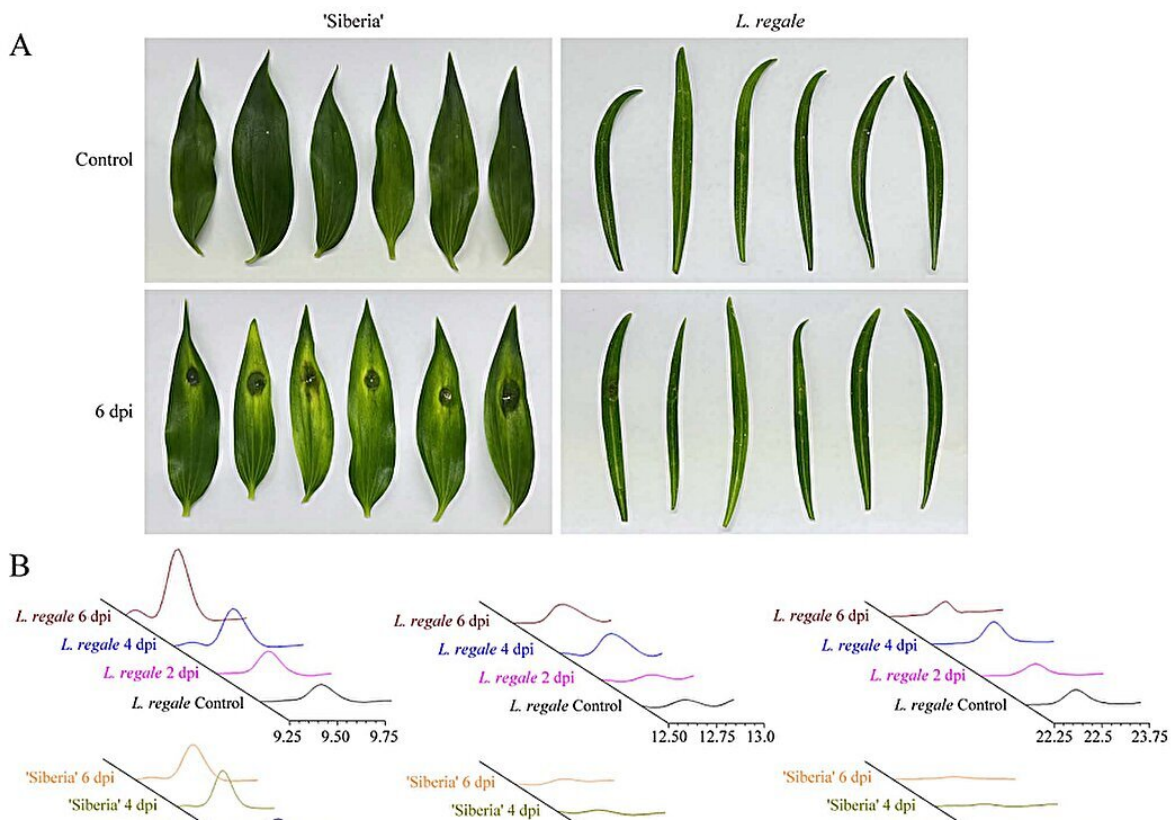 'Siberia' L. regale
A
Control
6 dpi
B
L. regale 6 dpi L. regale 6 dpi L. regale 6 dpi
L. regale 4 dpi L. regale 4 dpi L. regale 4 dpi
L. regale 2 dpi L. regale 2 dpi L. regale 2 dpi
L. regale Control L. regale Control L. regale Control
9.25 9.50 9.75 12.50 12.75 13.0 22.25 22.5 23.75
'Siberia' 6 dpi 'Siberia' 6 dpi 'Siberia' 6 dpi
'Siberia' 4 dpi 'Siberia' 4 dpi 'Siberia' 4 dpi